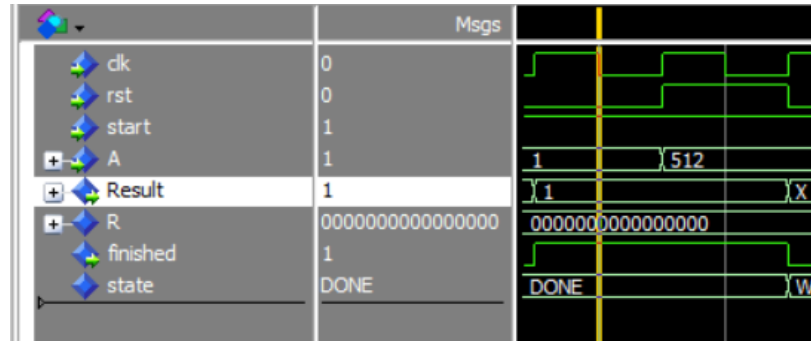 Msgs
clk 0
rst 0
start 1
A 1 1 512
Result 1 1 X
R 0000000000000000 0000000000000000
finished 1
state DONE DONE W